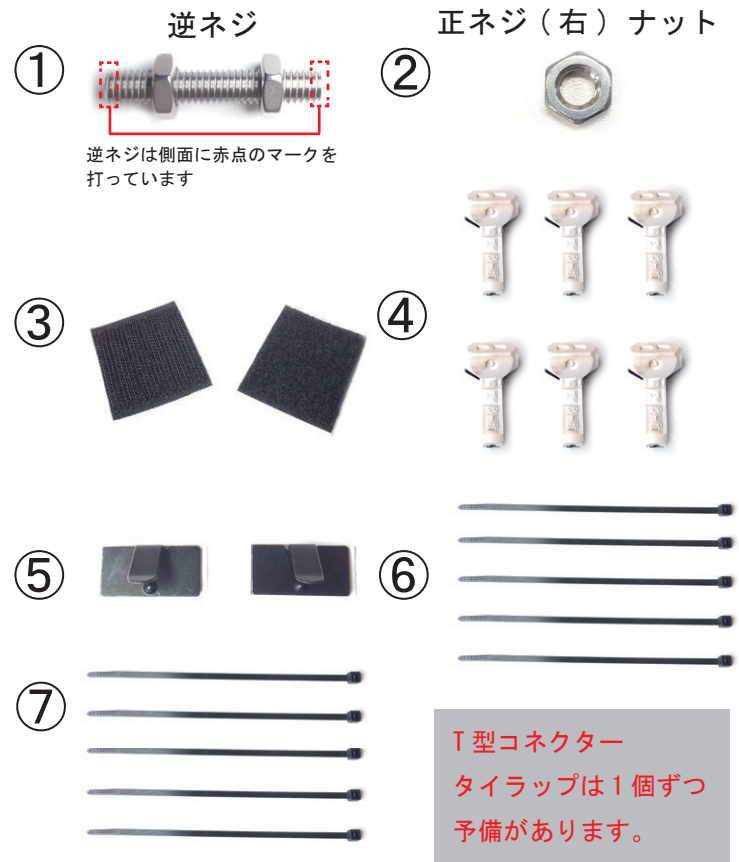 逆ネジ
正ネジ(右)ナット
①
②
逆ネジは側面に赤点のマークを
打っています
③
④
⑤
⑥
⑦
T型コネクター
タイラップは1個ずつ
予備があります。